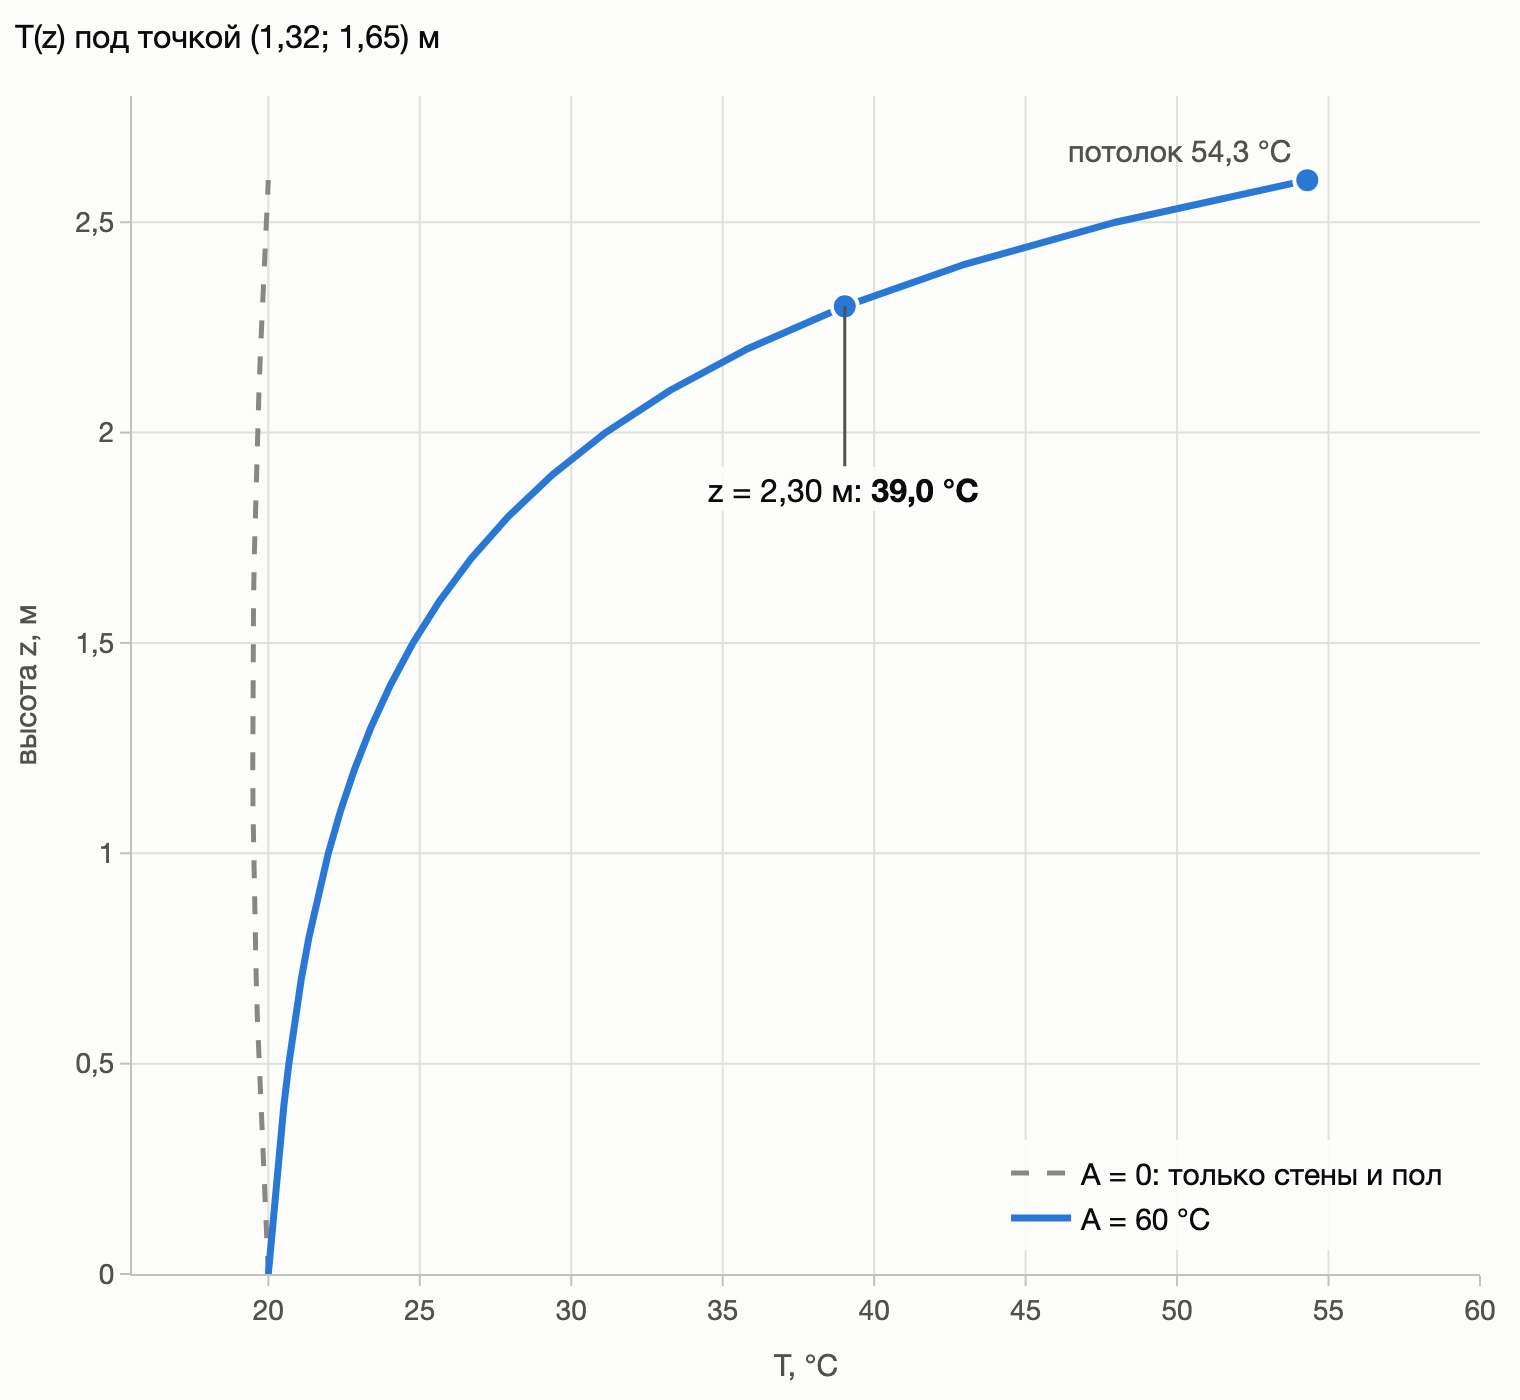 T(z) под точкой (1,32; 1,65) м
потолок 54,3 °C
2,5
2
z = 2,30 м: 39,0 °C
1,5
высота z, м
1
0,5
A = 0: только стены и пол
A = 60 °C
0
20 25 30 35 40 45 50 55 60
T, °C